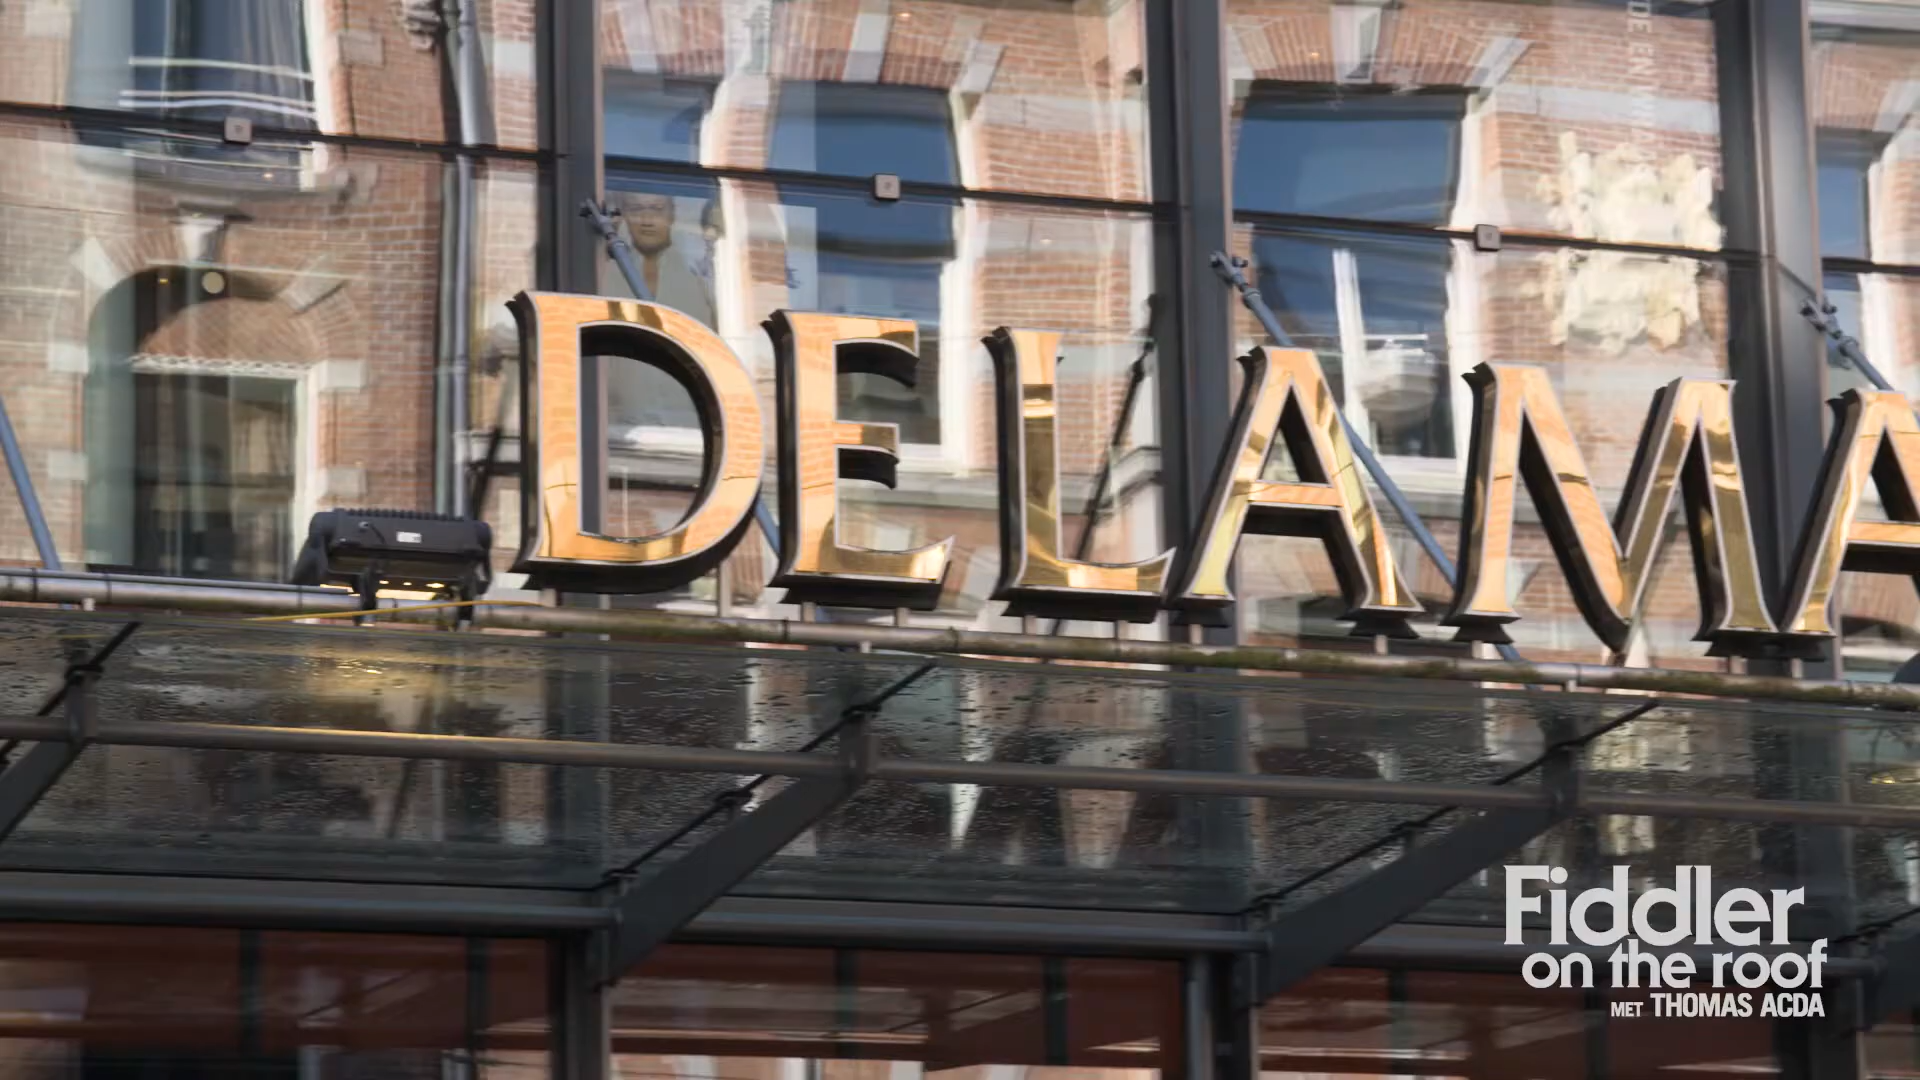 DELAMA
Fiddler
on the roof
MET THOMAS ACDA